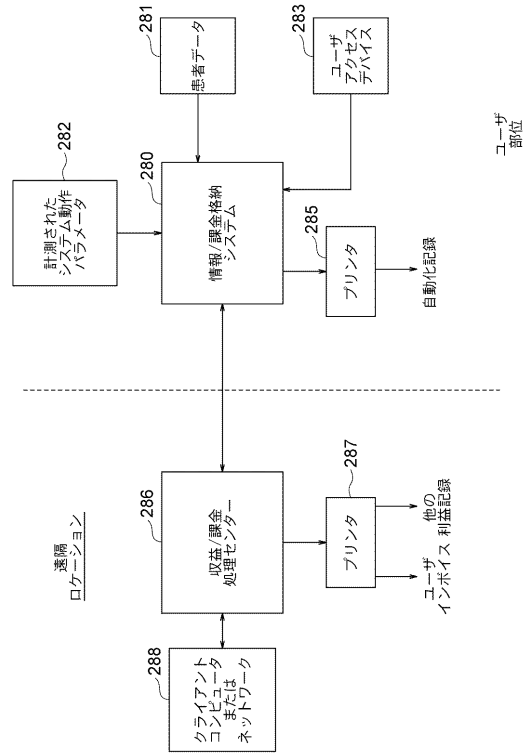 遠隔
ロケーション
288
クライアント
コンピュータ
または
ネットワーク
286
収益/課金
処理センター
287
プリンタ
ユーザ
インボイス
他の
利益記録
282
計測された
システム動作
パラメータ
280
情報/課金格納
システム
281
患者データ
283
ユーザ
アクセス
デバイス
285
プリンタ
自動化記録
ユーザ
部位